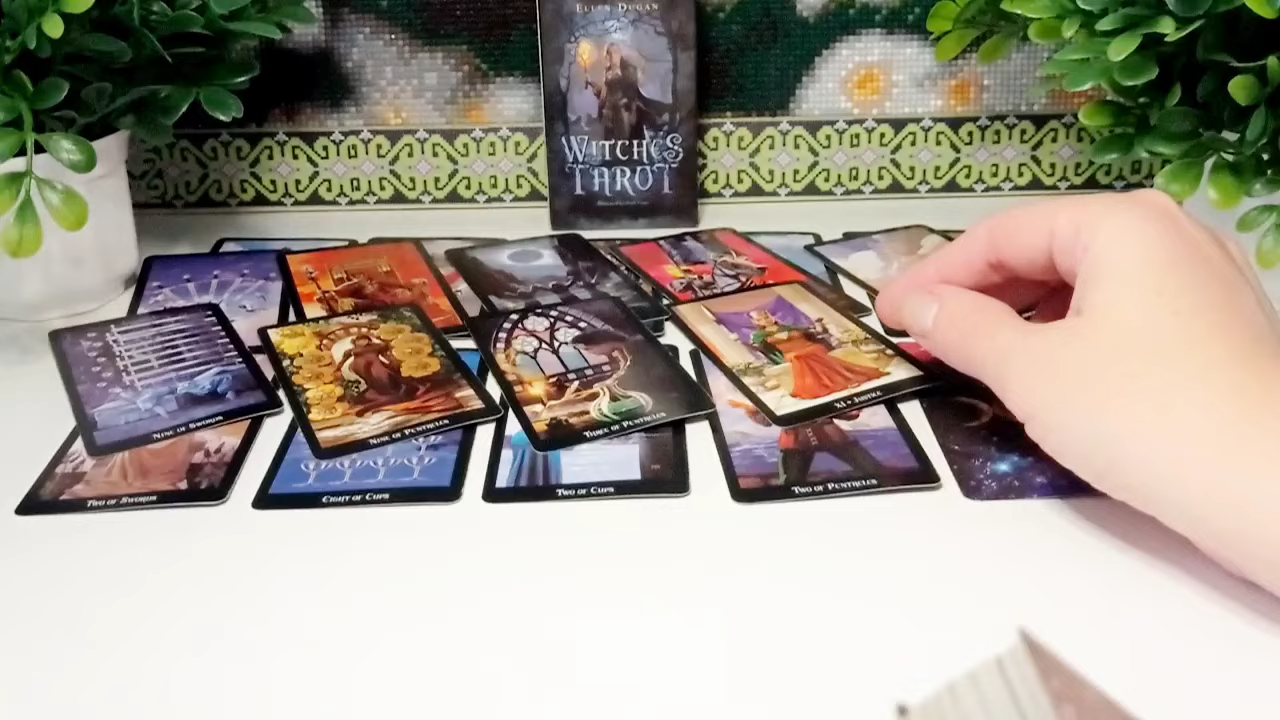 ELLEN DUGAN
WITCHES
TAROT
NINE OF SWORDS
NINE OF PENTACLES
THREE OF PENTACLES
XI • JUSTICE
TWO OF SWORDS
EIGHT OF CUPS
TWO OF CUPS
TWO OF PENTACLES